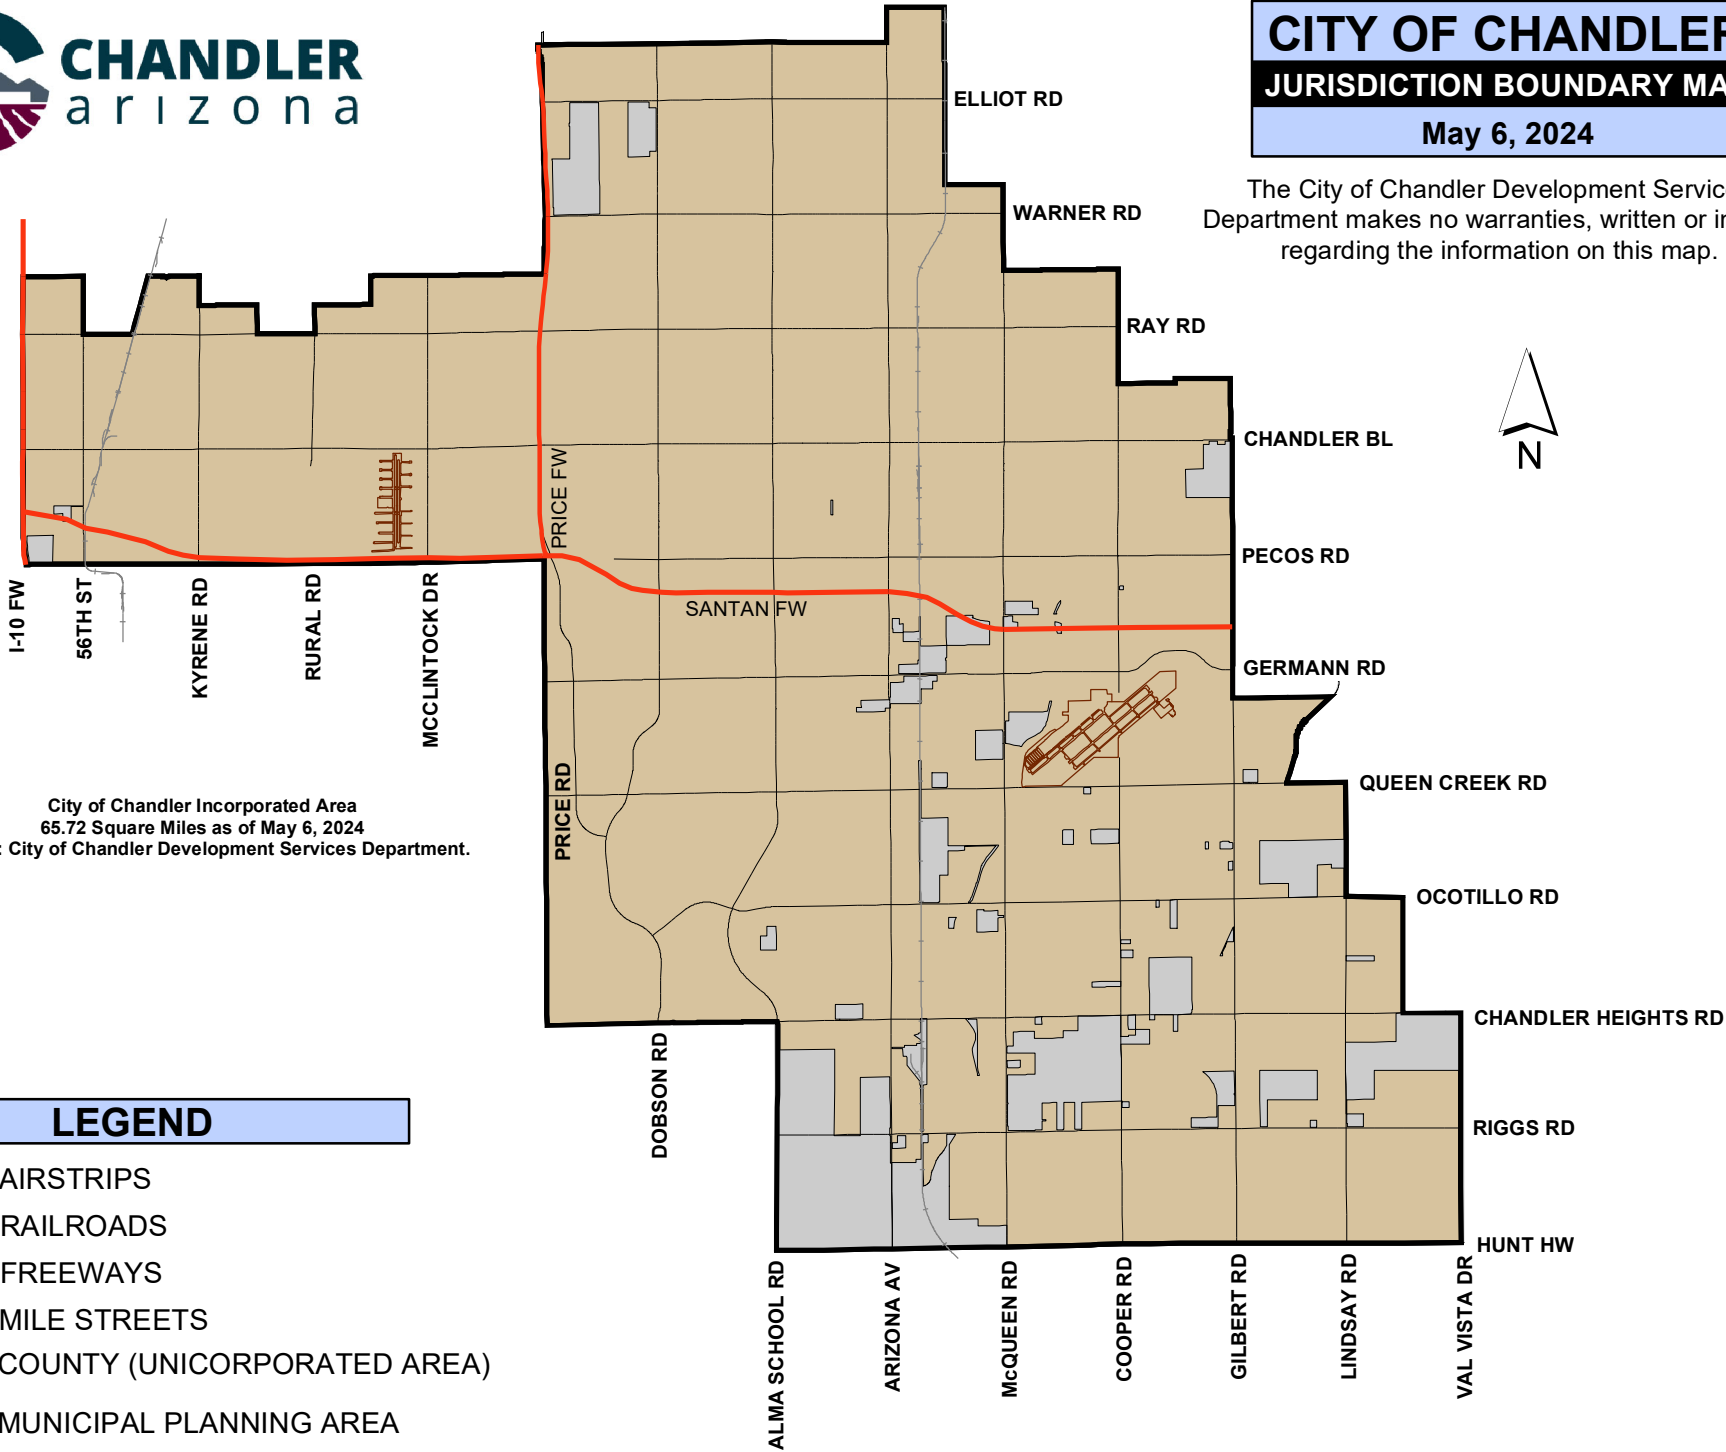 CHANDLER
arizona
CITY OF CHANDLER
JURISDICTION BOUNDARY MA
May 6, 2024
The City of Chandler Development Servic
Department makes no warranties, written or i
regarding the information on this map.
N
ELLIOT RD
WARNER RD
RAY RD
CHANDLER BL
PECOS RD
GERMANN RD
QUEEN CREEK RD
OCOTILLO RD
CHANDLER HEIGHTS RD
RIGGS RD
HUNT HW
PRICE FW
SANTAN FW
I-10 FW
56TH ST
KYRENE RD
RURAL RD
MCCLINTOCK DR
PRICE RD
DOBSON RD
ALMA SCHOOL RD
ARIZONA AV
McQUEEN RD
COOPER RD
GILBERT RD
LINDSAY RD
VAL VISTA DR
City of Chandler Incorporated Area
65.72 Square Miles as of May 6, 2024
: City of Chandler Development Services Department.
LEGEND
AIRSTRIPS
RAILROADS
FREEWAYS
MILE STREETS
COUNTY (UNICORPORATED AREA)
MUNICIPAL PLANNING AREA